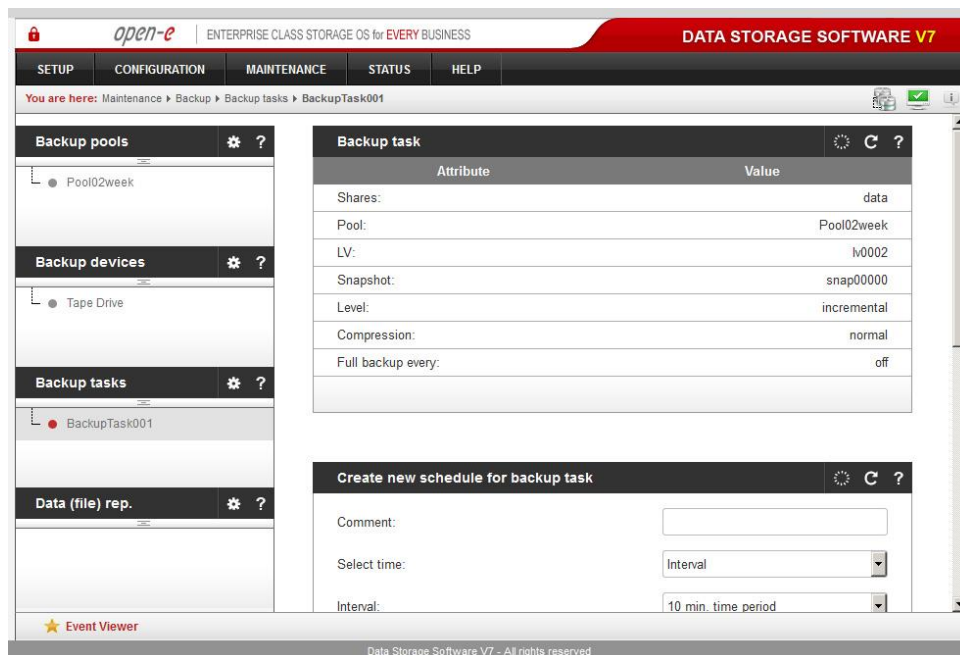 open-e ENTERPRISE CLASS STORAGE OS for EVERY BUSINESS DATA STORAGE SOFTWARE V7
SETUP CONFIGURATION MAINTENANCE STATUS HELP
You are here: Maintenance Backup Backup tasks BackupTask001
Backup pools ?
Pool02week
Backup devices ?
Tape Drive
Backup tasks ?
BackupTask001
Data (file) rep. ?
Backup task ?
Attribute Value
Shares: data
Pool: Pool02week
LV: lv0002
Snapshot: snap00000
Level: incremental
Compression: normal
Full backup every: off
Create new schedule for backup task ?
Comment:
Select time: Interval
Interval: 10 min. time period
Event Viewer
Data Storage Software V7 - All rights reserved